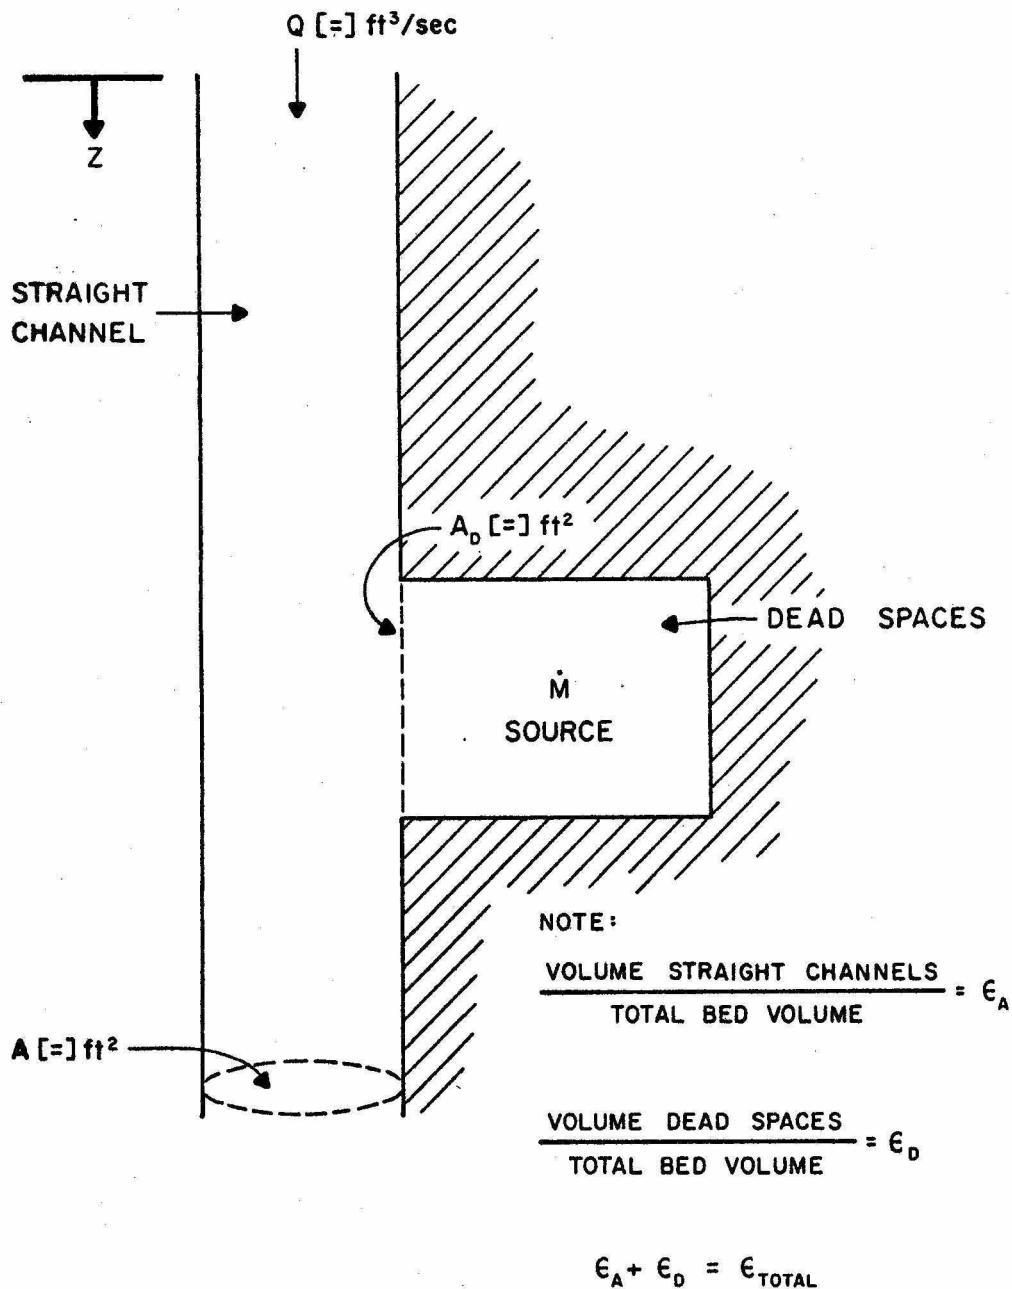 Q [=] ft³/sec
Z
STRAIGHT
CHANNEL
A_D [=] ft²
DEAD SPACES
Ṁ
SOURCE
NOTE:
VOLUME STRAIGHT CHANNELS
TOTAL BED VOLUME
= ϵ_A
A [=] ft²
VOLUME DEAD SPACES
TOTAL BED VOLUME
= ϵ_D
ϵ_A + ϵ_D = ϵ_TOTAL